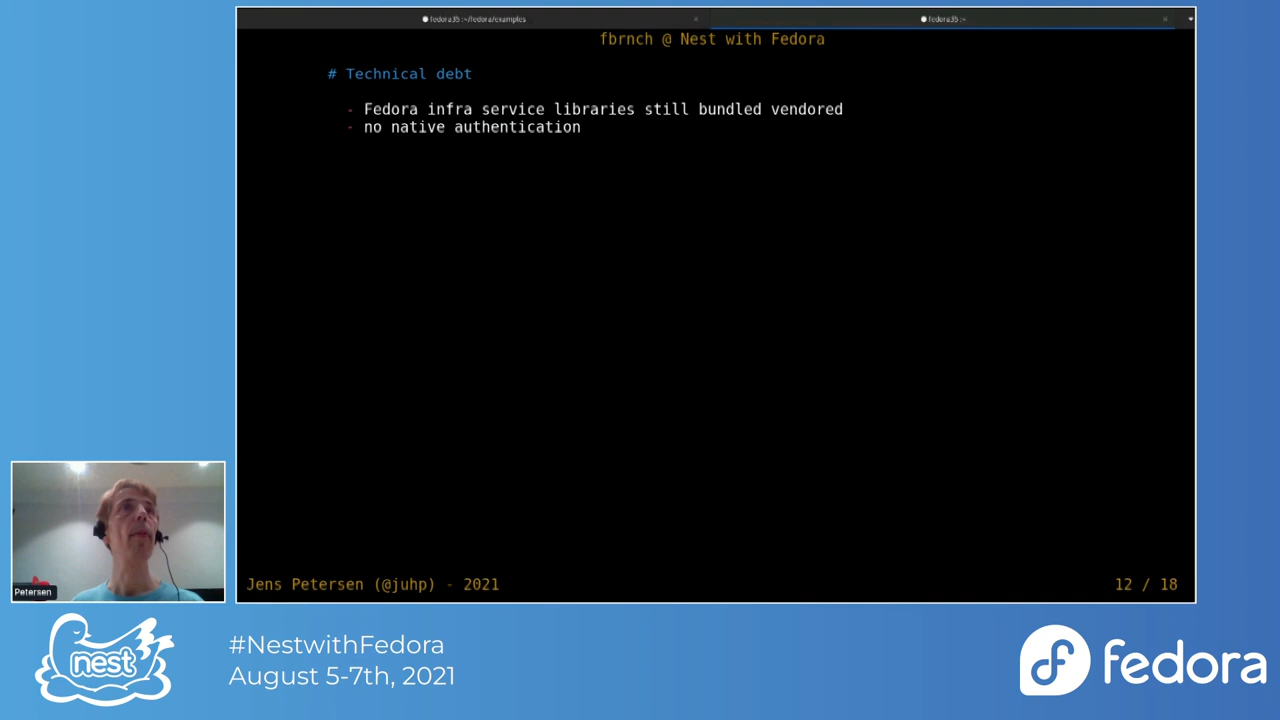 fedora35:~/fedora/examples
fedora35:~
fbrnch @ Nest with Fedora
# Technical debt
- Fedora infra service libraries still bundled vendored
- no native authentication
Jens Petersen (@juhp) - 2021
12 / 18
Petersen
nest
#NestwithFedora
August 5-7th, 2021
fedora